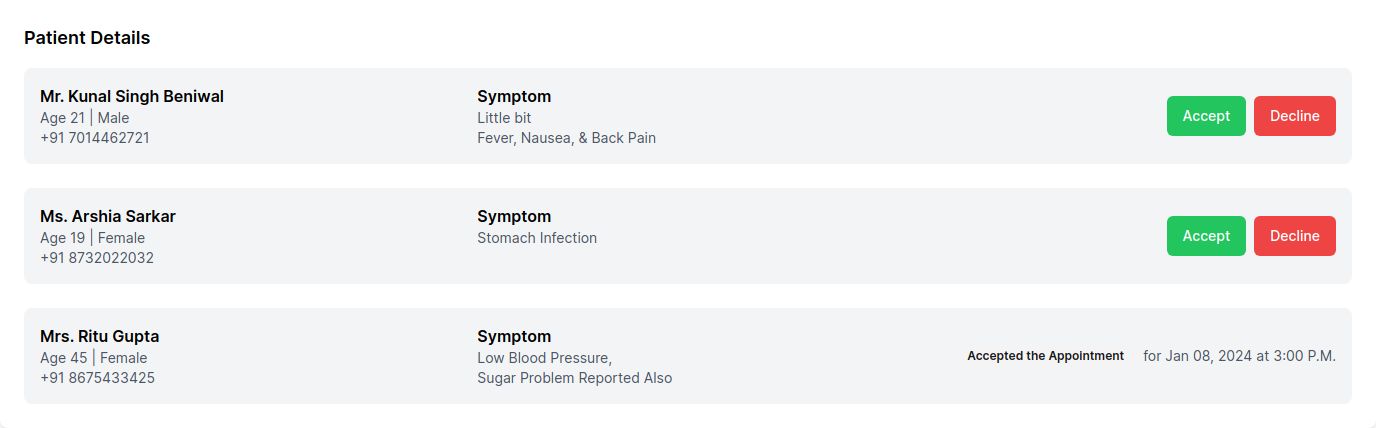 Patient Details
Mr. Kunal Singh Beniwal
Age 21 | Male
+91 7014462721
Symptom
Little bit
Fever, Nausea, & Back Pain
Accept
Decline
Ms. Arshia Sarkar
Age 19 | Female
+91 8732022032
Symptom
Stomach Infection
Accept
Decline
Mrs. Ritu Gupta
Age 45 | Female
+91 8675433425
Symptom
Low Blood Pressure,
Sugar Problem Reported Also
Accepted the Appointment for Jan 08, 2024 at 3:00 P.M.